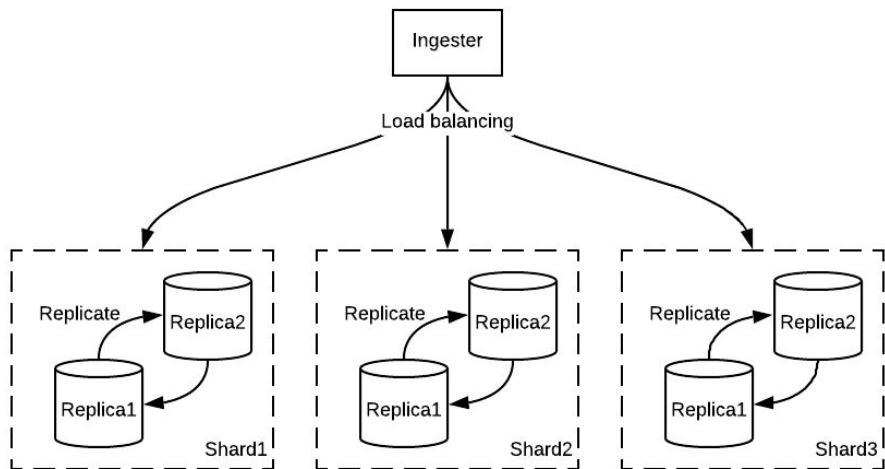 Ingester
Load balancing
Replicate
Replica2
Replica1
Shard1
Replicate
Replica2
Replica1
Shard2
Replicate
Replica2
Replica1
Shard3